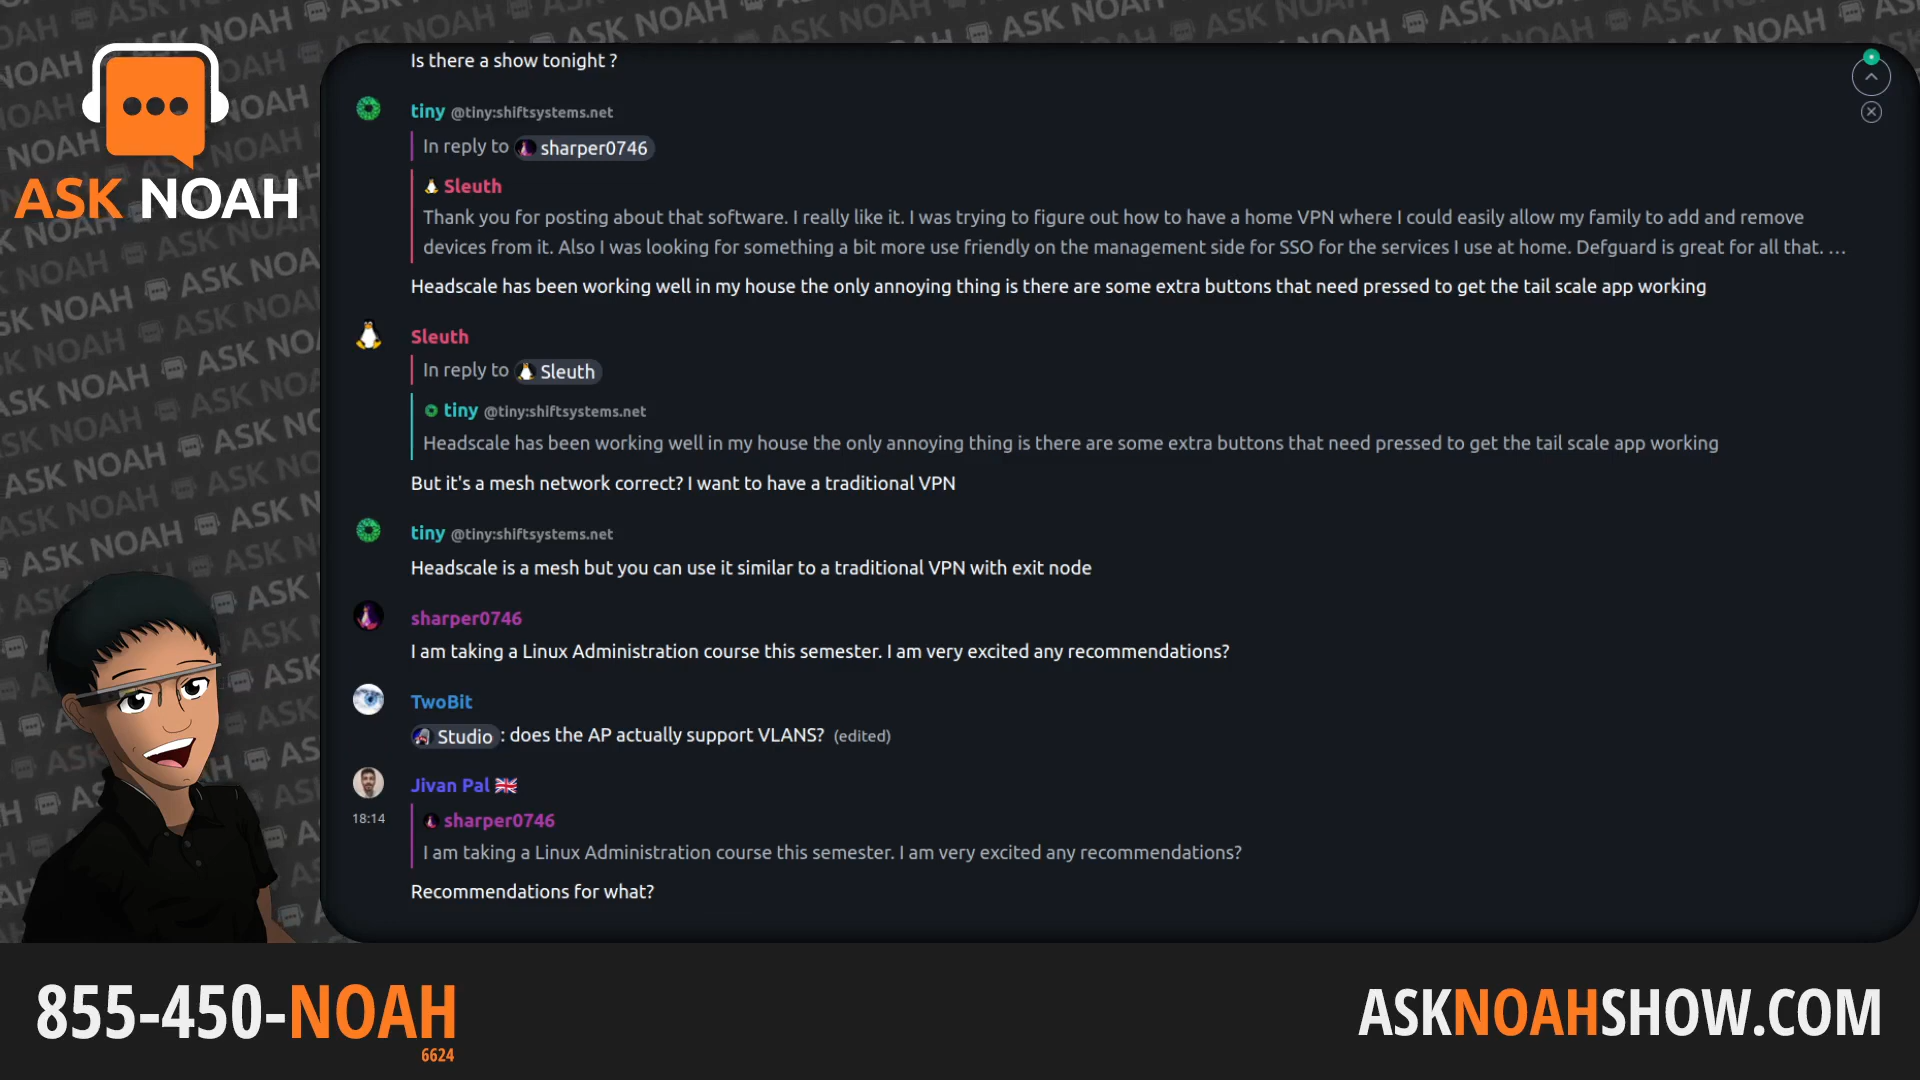 ASK NOAH
Is there a show tonight ?
tiny @tiny:shiftsystems.net
In reply to sharper0746
Sleuth
Thank you for posting about that software. I really like it. I was trying to figure out how to have a home VPN where I could easily allow my family to add and remove
devices from it. Also I was looking for something a bit more use friendly on the management side for SSO for the services I use at home. Defguard is great for all that. ...
Headscale has been working well in my house the only annoying thing is there are some extra buttons that need pressed to get the tail scale app working
Sleuth
In reply to Sleuth
tiny @tiny:shiftsystems.net
Headscale has been working well in my house the only annoying thing is there are some extra buttons that need pressed to get the tail scale app working
But it's a mesh network correct? I want to have a traditional VPN
tiny @tiny:shiftsystems.net
Headscale is a mesh but you can use it similar to a traditional VPN with exit node
sharper0746
I am taking a Linux Administration course this semester. I am very excited any recommendations?
TwoBit
Studio : does the AP actually support VLANS? (edited)
Jivan Pal 🇬🇧
18:14
sharper0746
I am taking a Linux Administration course this semester. I am very excited any recommendations?
Recommendations for what?
855-450-NOAH
6624
ASKNOAHSHOW.COM